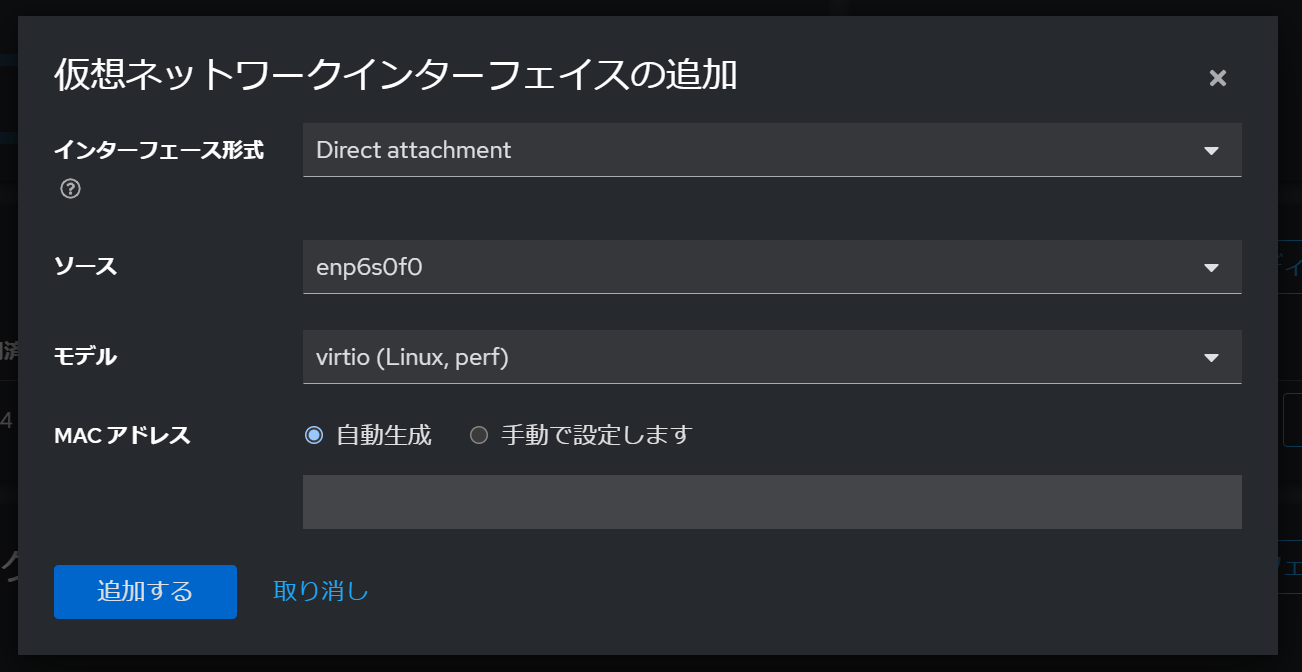 仮想ネットワークインターフェイスの追加
インターフェース形式
Direct attachment
ソース
enp6s0f0
モデル
virtio (Linux, perf)
MAC アドレス
自動生成
手動で設定します
追加する
取り消し